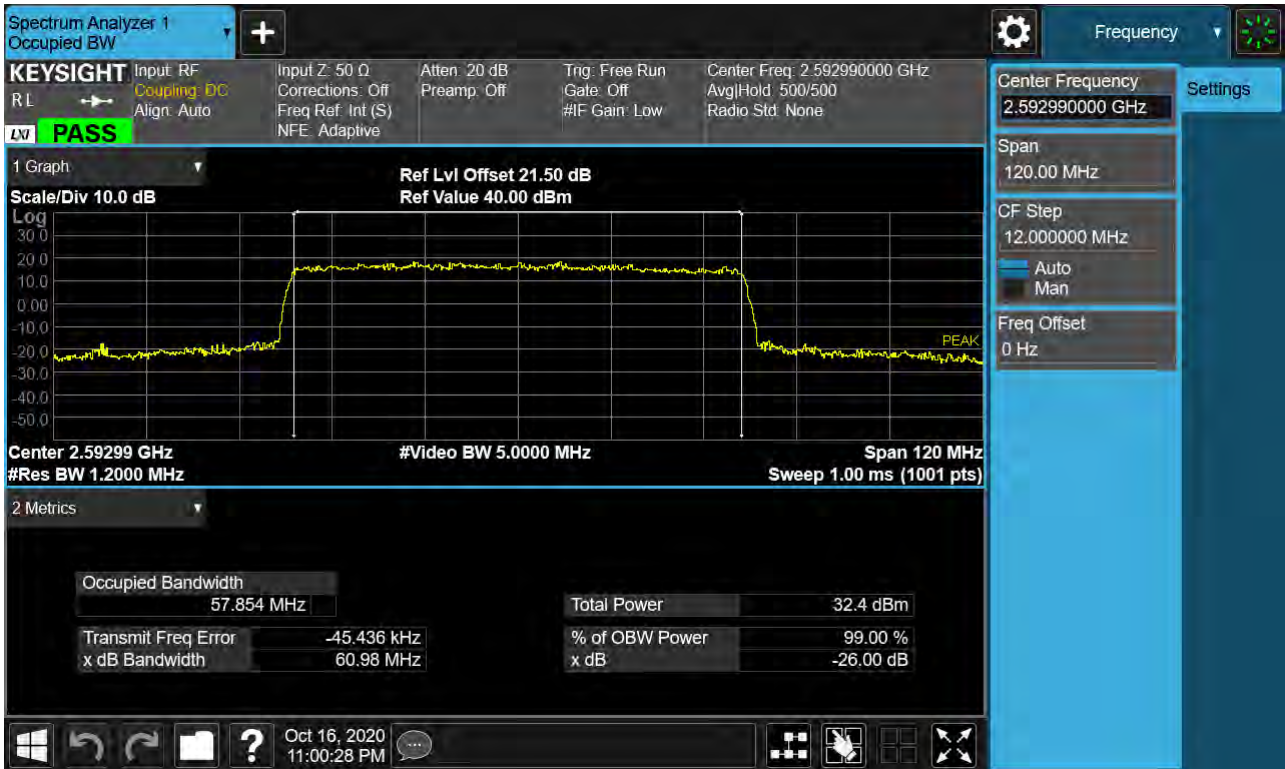 Spectrum Analyzer 1
Occupied BW
Frequency
KEYSIGHT
R L
LXI PASS
Input: RF
Coupling: DC
Align: Auto
Input Z: 50 Ω
Corrections: Off
Freq Ref: Int (S)
NFE: Adaptive
Atten: 20 dB
Preamp: Off
Trig: Free Run
Gate: Off
#IF Gain: Low
Center Freq: 2.592990000 GHz
Avg|Hold: 500/500
Radio Std: None
Center Frequency
2.592990000 GHz
Settings
Span
120.00 MHz
CF Step
12.000000 MHz
Auto
Man
Freq Offset
0 Hz
1 Graph
Scale/Div 10.0 dB
Ref Lvl Offset 21.50 dB
Ref Value 40.00 dBm
Log
30.0
20.0
10.0
0.00
-10.0
-20.0
-30.0
-40.0
-50.0
PEAK
Center 2.59299 GHz
#Res BW 1.2000 MHz
#Video BW 5.0000 MHz
Span 120 MHz
Sweep 1.00 ms (1001 pts)
2 Metrics
Occupied Bandwidth
57.854 MHz
Transmit Freq Error -45.436 kHz
x dB Bandwidth 60.98 MHz
Total Power 32.4 dBm
% of OBW Power 99.00 %
x dB -26.00 dB
Oct 16, 2020
11:00:28 PM